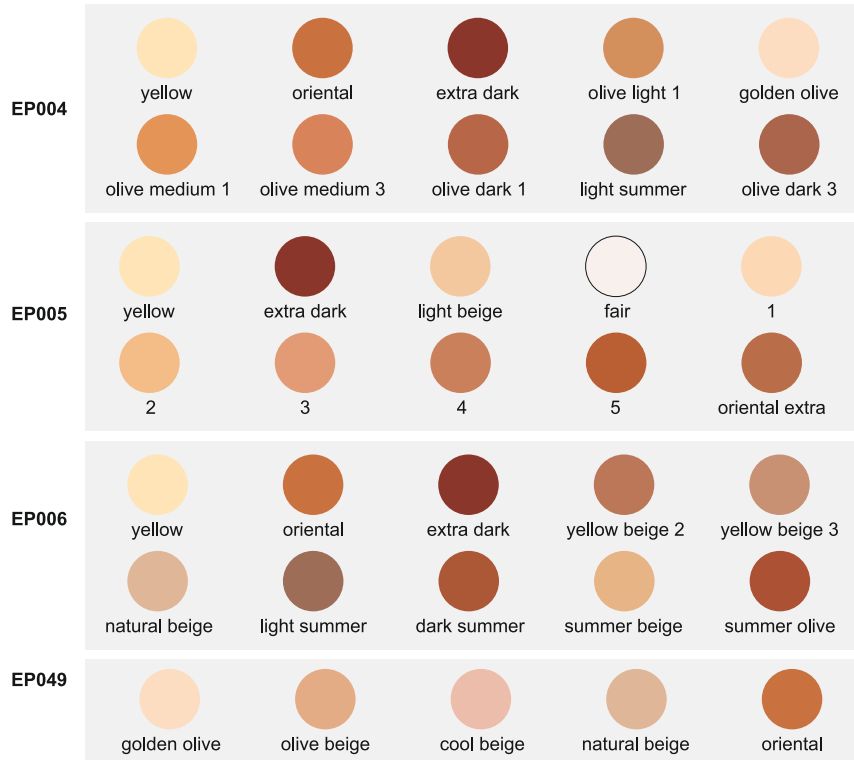 EP004
yellow oriental extra dark olive light 1 golden olive
olive medium 1 olive medium 3 olive dark 1 light summer olive dark 3
EP005
yellow extra dark light beige fair 1
2 3 4 5 oriental extra
EP006
yellow oriental extra dark yellow beige 2 yellow beige 3
natural beige light summer dark summer summer beige summer olive
EP049
golden olive olive beige cool beige natural beige oriental